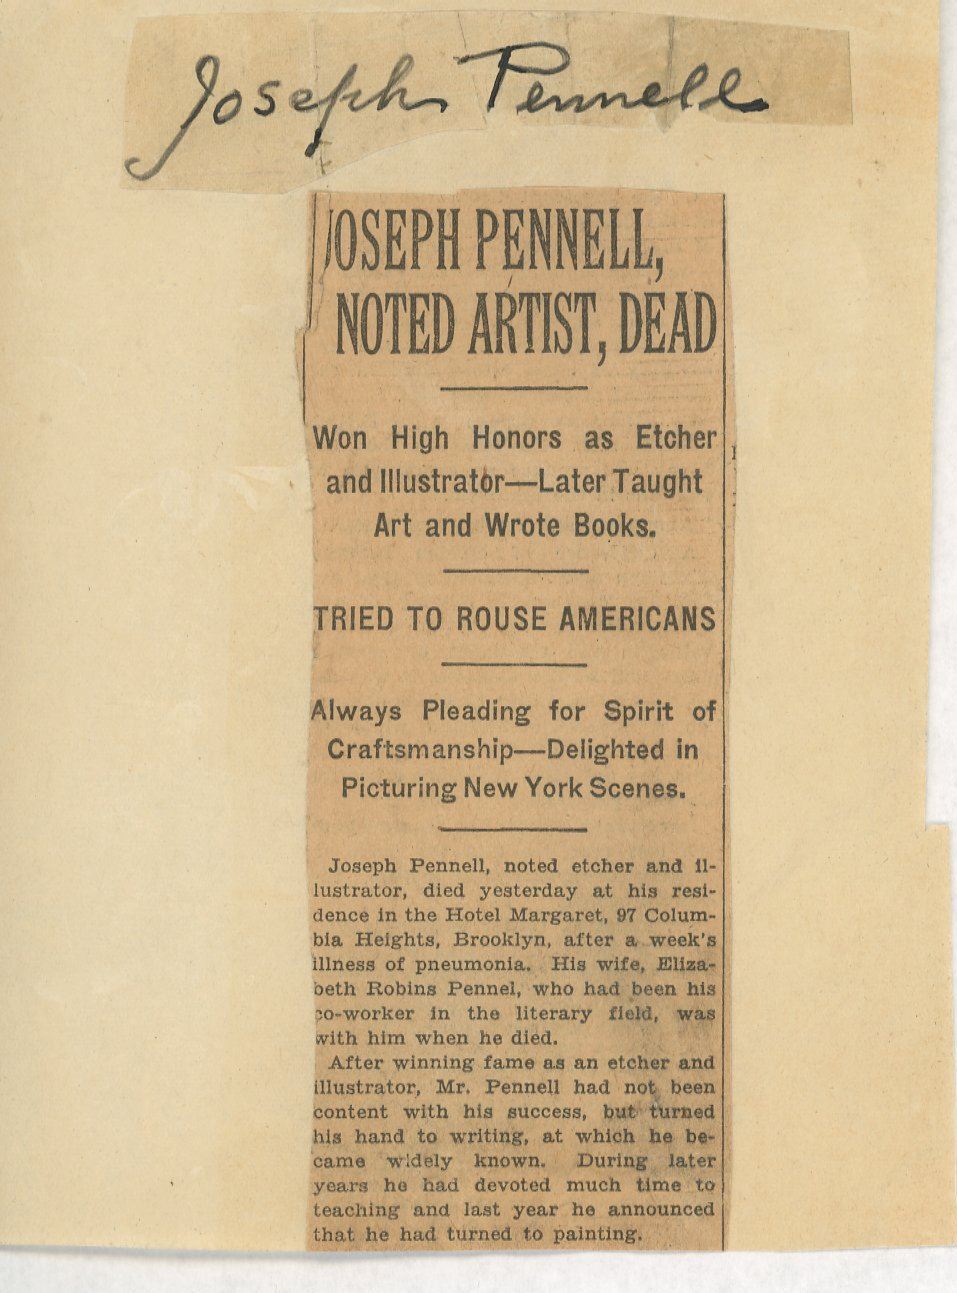 Joseph Pennell
JOSEPH PENNELL,
NOTED ARTIST, DEAD
Won High Honors as Etcher
and Illustrator—Later Taught
Art and Wrote Books.
TRIED TO ROUSE AMERICANS
Always Pleading for Spirit of
Craftsmanship—Delighted in
Picturing New York Scenes.
Joseph Pennell, noted etcher and il-
lustrator, died yesterday at his resi-
dence in the Hotel Margaret, 97 Colum-
bia Heights, Brooklyn, after a week's
illness of pneumonia. His wife, Eliza-
beth Robins Pennel, who had been his
co-worker in the literary field, was
with him when he died.
After winning fame as an etcher and
illustrator, Mr. Pennell had not been
content with his success, but turned
his hand to writing, at which he be-
came widely known. During later
years he had devoted much time to
teaching and last year he announced
that he had turned to painting.